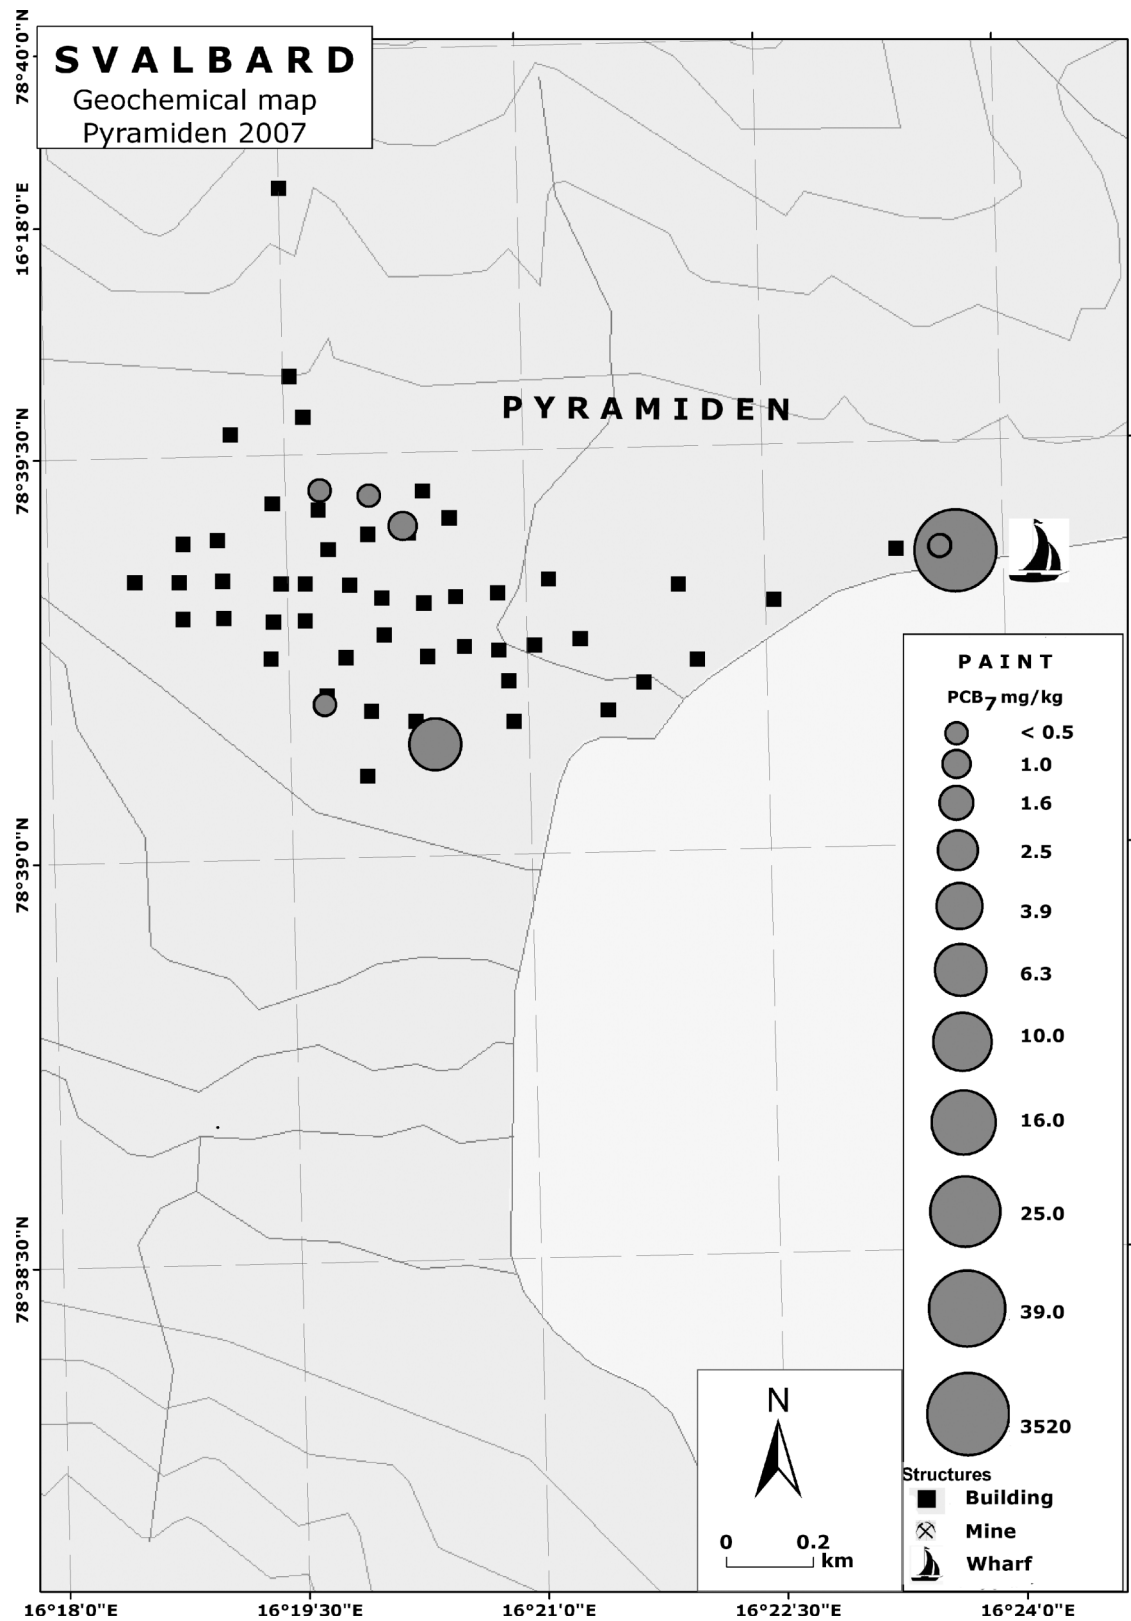 SVALBARD
Geochemical map
Pyramiden 2007
78°40'0"N
16°18'0"E
78°39'30"N
78°39'0"N
78°38'30"N
PYRAMIDEN
PAINT
PCB7 mg/kg
< 0.5
1.0
1.6
2.5
3.9
6.3
10.0
16.0
25.0
39.0
3520
Structures
Building
Mine
Wharf
N
0 0.2
km
16°18'0"E 16°19'30"E 16°21'0"E 16°22'30"E 16°24'0"E